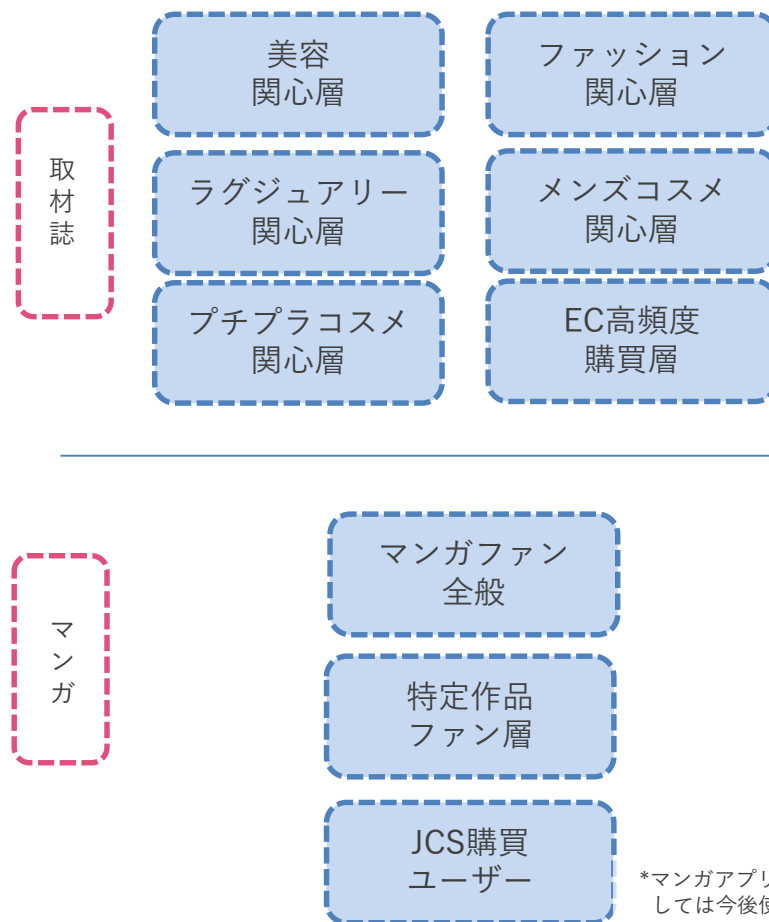 取材誌
美容
関心層
ファッション
関心層
ラグジュアリー
関心層
メンズコスメ
関心層
プチプラコスメ
関心層
EC高頻度
購買層
マンガ
マンガファン
全般
特定作品
ファン層
JCS購買
ユーザー
*マンガアプリ
しては今後